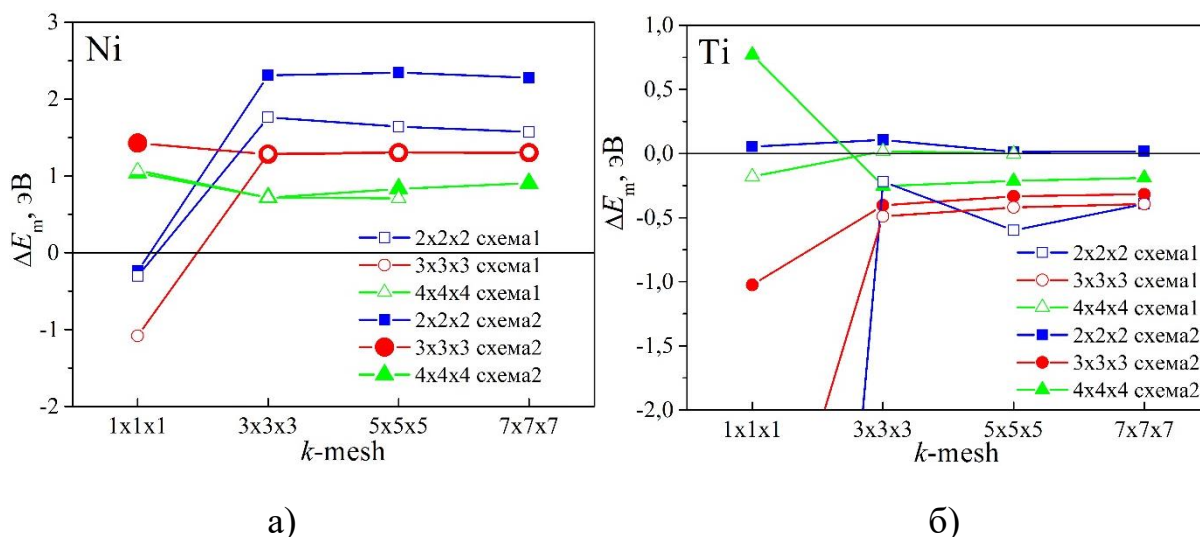 Ni
3
2
1
0
-1
-2
ΔEm, эВ
2x2x2 схема1
3x3x3 схема1
4x4x4 схема1
2x2x2 схема2
3x3x3 схема2
4x4x4 схема2
1x1x1 3x3x3 5x5x5 7x7x7
k-mesh
а)
Ti
1,0
0,5
0,0
-0,5
-1,0
-1,5
-2,0
ΔEm, эВ
2x2x2 схема1
3x3x3 схема1
4x4x4 схема1
2x2x2 схема2
3x3x3 схема2
4x4x4 схема2
1x1x1 3x3x3 5x5x5 7x7x7
k-mesh
б)